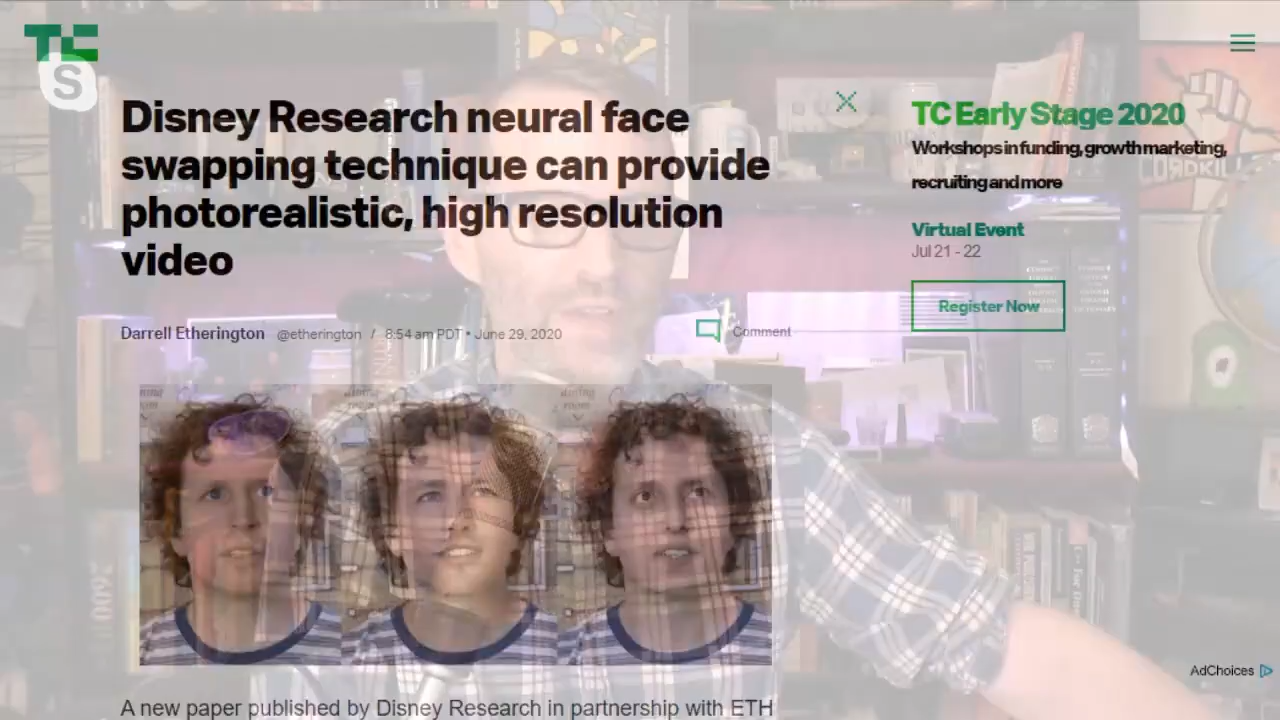 TC
S
Disney Research neural face
swapping technique can provide
photorealistic, high resolution
video
Darrell Etherington @etherington / 8:54 am PDT • June 29, 2020
Comment
TC Early Stage 2020
Workshops in funding, growth marketing,
recruiting and more
Virtual Event
Jul 21 - 22
Register Now
AdChoices
A new paper published by Disney Research in partnership with ETH